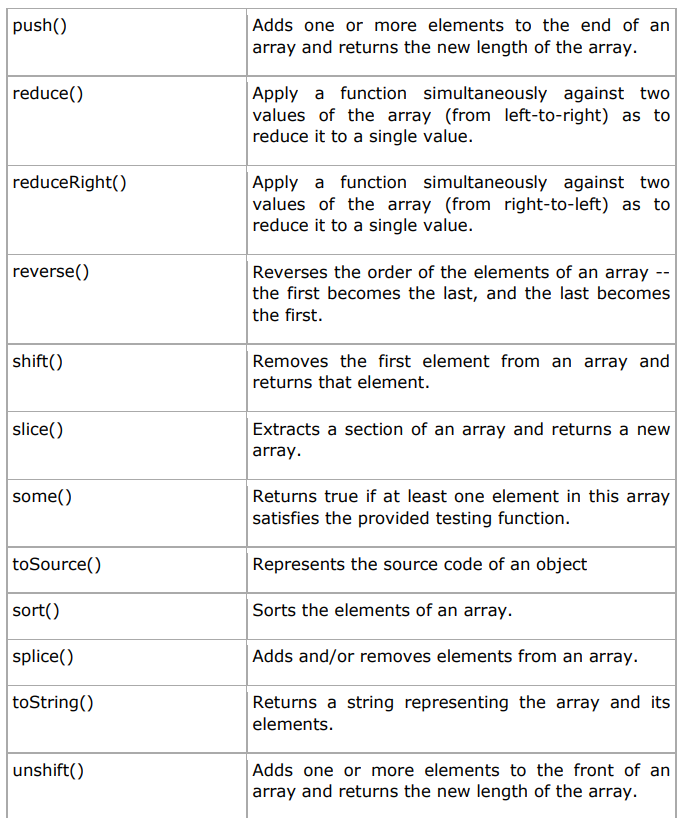 push()
Adds one or more elements to the end of an
array and returns the new length of the array.
reduce()
Apply a function simultaneously against two
values of the array (from left-to-right) as to
reduce it to a single value.
reduceRight()
Apply a function simultaneously against two
values of the array (from right-to-left) as to
reduce it to a single value.
reverse()
Reverses the order of the elements of an array --
the first becomes the last, and the last becomes
the first.
shift()
Removes the first element from an array and
returns that element.
slice()
Extracts a section of an array and returns a new
array.
some()
Returns true if at least one element in this array
satisfies the provided testing function.
toSource()
Represents the source code of an object
sort()
Sorts the elements of an array.
splice()
Adds and/or removes elements from an array.
toString()
Returns a string representing the array and its
elements.
unshift()
Adds one or more elements to the front of an
array and returns the new length of the array.